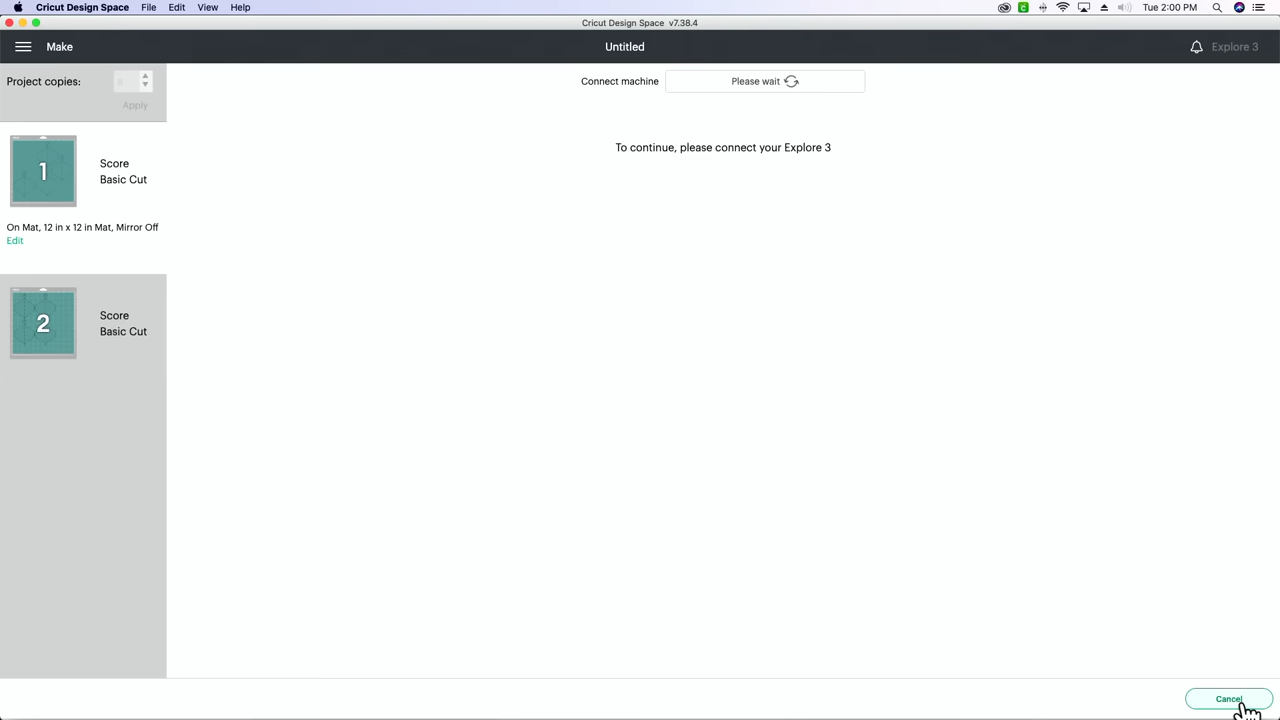 Cricut Design Space File Edit View Help Tue 2:00 PM
Cricut Design Space v7.38.4
Make Untitled Explore 3
Project copies:
Apply
Connect machine Please wait
To continue, please connect your Explore 3
1
Score
Basic Cut
On Mat, 12 in x 12 in Mat, Mirror Off
Edit
2
Score
Basic Cut
Cancel